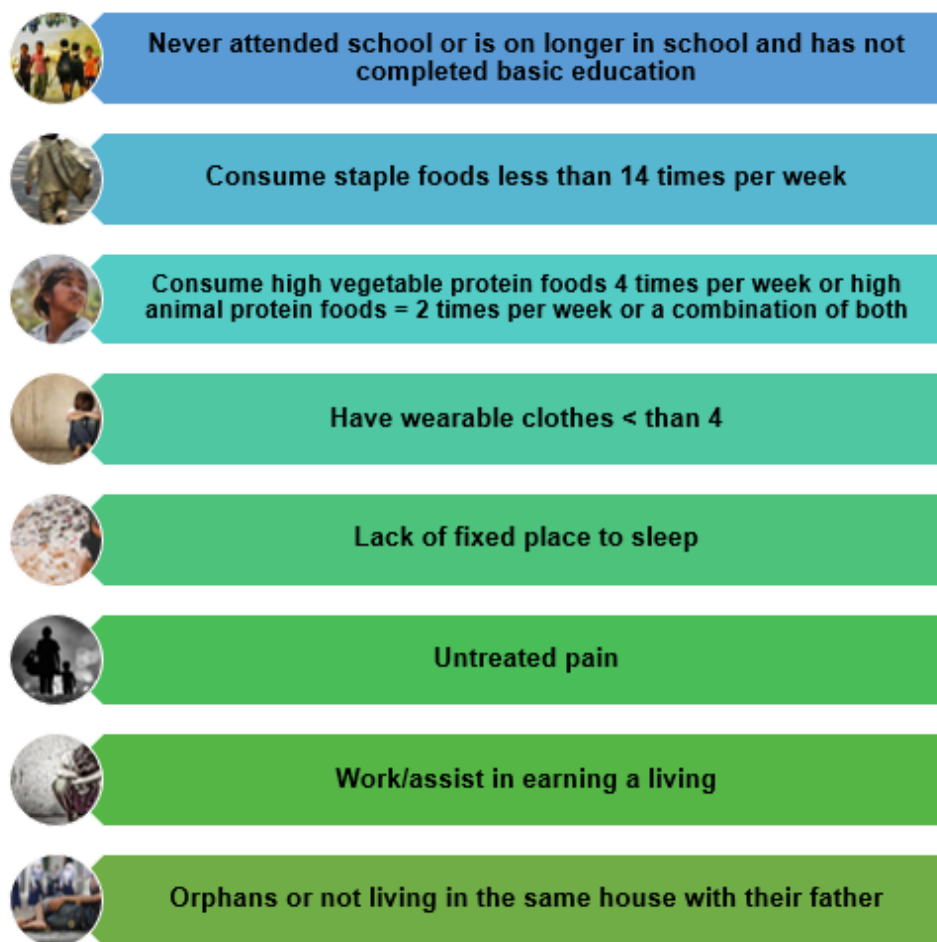 Never attended school or is on longer in school and has not
completed basic education
Consume staple foods less than 14 times per week
Consume high vegetable protein foods 4 times per week or high
animal protein foods = 2 times per week or a combination of both
Have wearable clothes < than 4
Lack of fixed place to sleep
Untreated pain
Work/assist in earning a living
Orphans or not living in the same house with their father